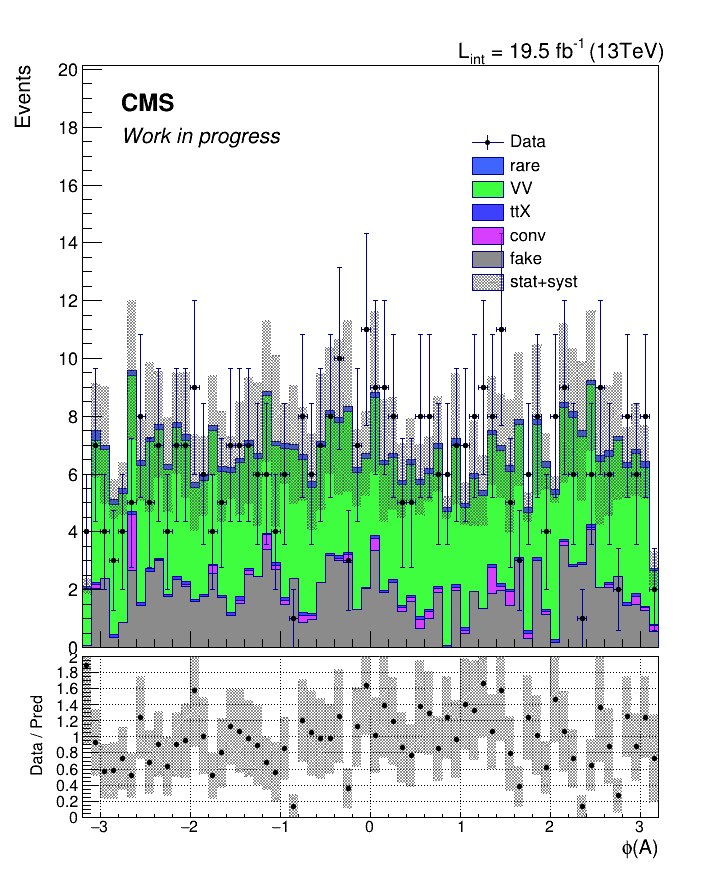 L_int = 19.5 fb^-1 (13TeV)
Events
20
18
16
14
12
10
8
6
4
2
0
CMS
Work in progress
Data
rare
VV
ttX
conv
fake
stat+syst
Data / Pred
2
1.8
1.6
1.4
1.2
1
0.8
0.6
0.4
0.2
0
−3 −2 −1 0 1 2 3
ϕ(A)